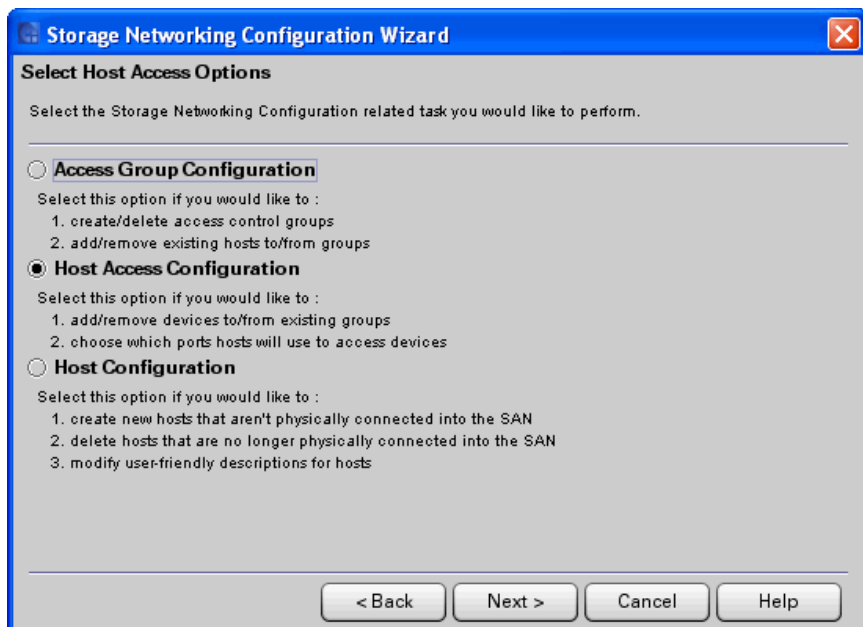 Storage Networking Configuration Wizard
Select Host Access Options
Select the Storage Networking Configuration related task you would like to perform.
Access Group Configuration
Select this option if you would like to :
1. create/delete access control groups
2. add/remove existing hosts to/from groups
Host Access Configuration
Select this option if you would like to :
1. add/remove devices to/from existing groups
2. choose which ports hosts will use to access devices
Host Configuration
Select this option if you would like to :
1. create new hosts that aren't physically connected into the SAN
2. delete hosts that are no longer physically connected into the SAN
3. modify user-friendly descriptions for hosts
< Back Next > Cancel Help